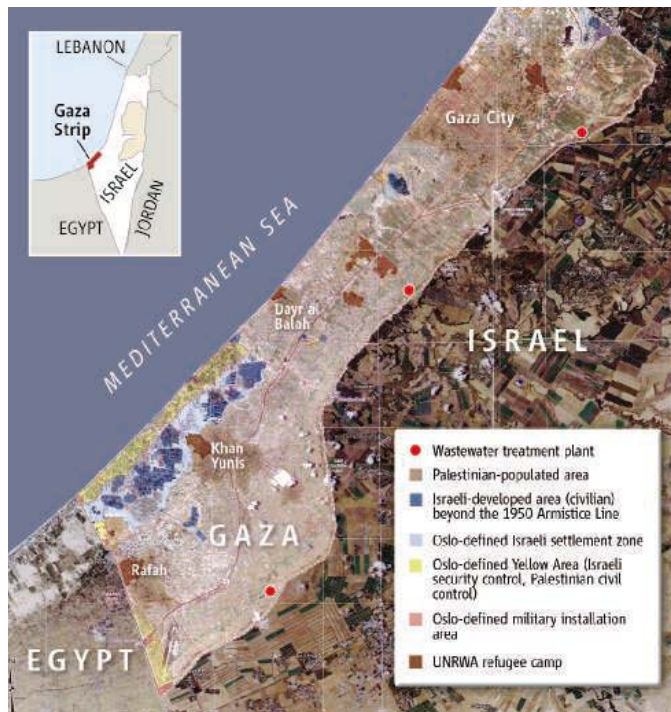 LEBANON
Gaza
Strip
ISRAEL
EGYPT
JORDAN
MEDITERRANEAN SEA
Gaza City
Dayr al
Balah
ISRAEL
Khan
Yunis
GAZA
Rafah
EGYPT
Wastewater treatment plant
Palestinian-populated area
Israeli-developed area (civilian)
beyond the 1950 Armistice Line
Oslo-defined Israeli settlement zone
Oslo-defined Yellow Area (Israeli
security control, Palestinian civil
control)
Oslo-defined military installation
area
UNRWA refugee camp